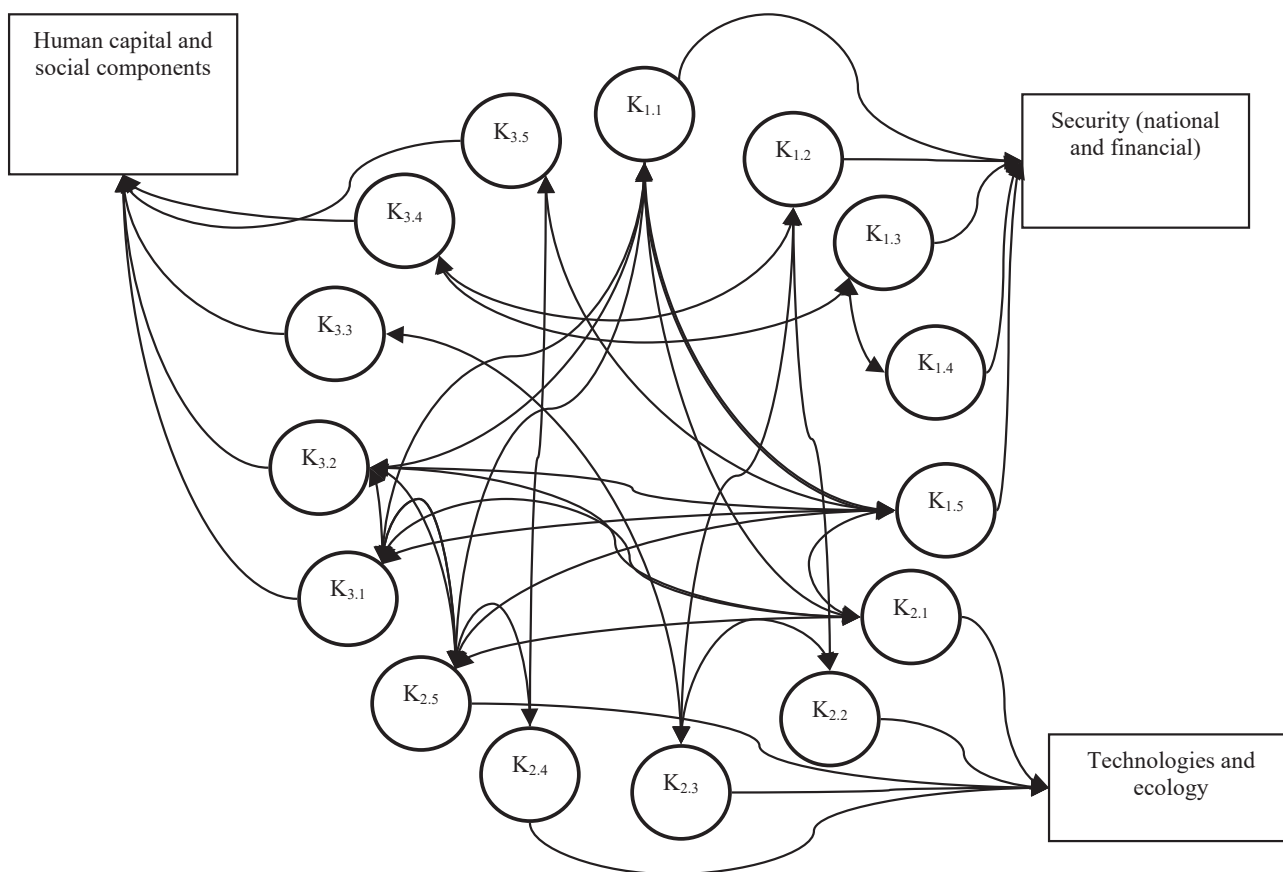 Human capital and
social components
K3.5
K1.1
K1.2
Security (national
and financial)
K3.4
K1.3
K3.3
K1.4
K3.2
K1.5
K3.1
K2.1
K2.5
K2.2
K2.4
K2.3
Technologies and
ecology